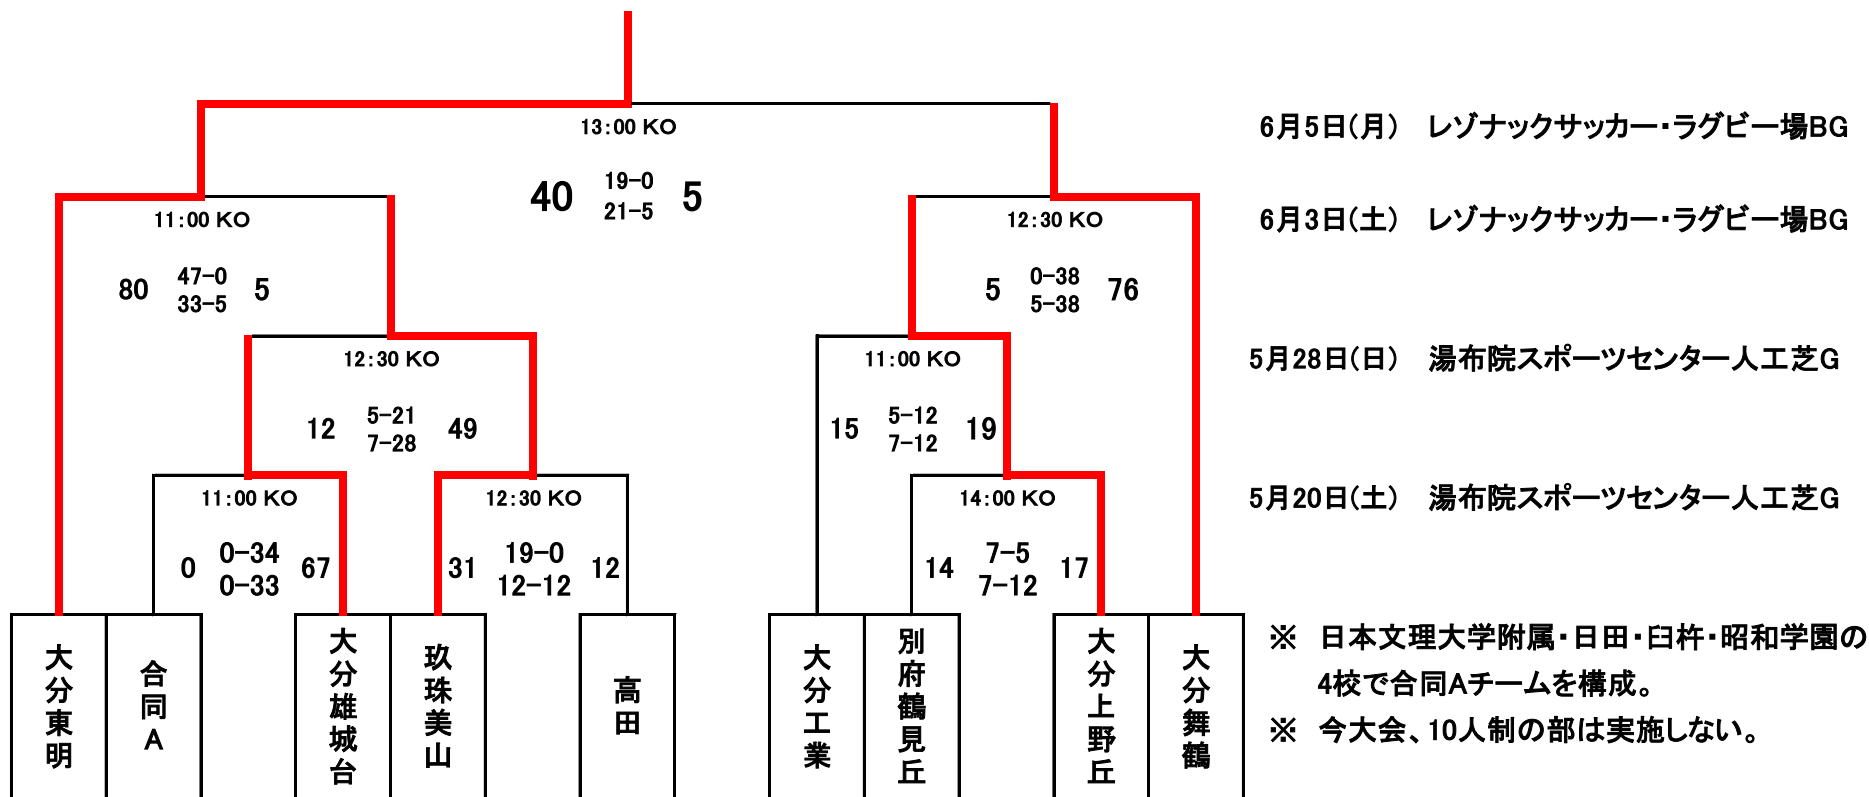 13:00 KO
6月5日(月) レゾナックサッカー・ラグビー場BG
40 19-0 5
21-5
11:00 KO
12:30 KO
6月3日(土) レゾナックサッカー・ラグビー場BG
80 47-0 5
33-5
5 0-38 76
5-38
12:30 KO
11:00 KO
5月28日(日) 湯布院スポーツセンター人工芝G
12 5-21 49
7-28
15 5-12 19
7-12
11:00 KO
12:30 KO
14:00 KO
5月20日(土) 湯布院スポーツセンター人工芝G
0 0-34 67
0-33
31 19-0 12
12-12
14 7-5 17
7-12
大分東明
合同A
大分雄城台
玖珠美山
高田
大分工業
別府鶴見丘
大分上野丘
大分舞鶴
※ 日本文理大学附属・日田・臼杵・昭和学園の
4校で合同Aチームを構成。
※ 今大会、10人制の部は実施しない。